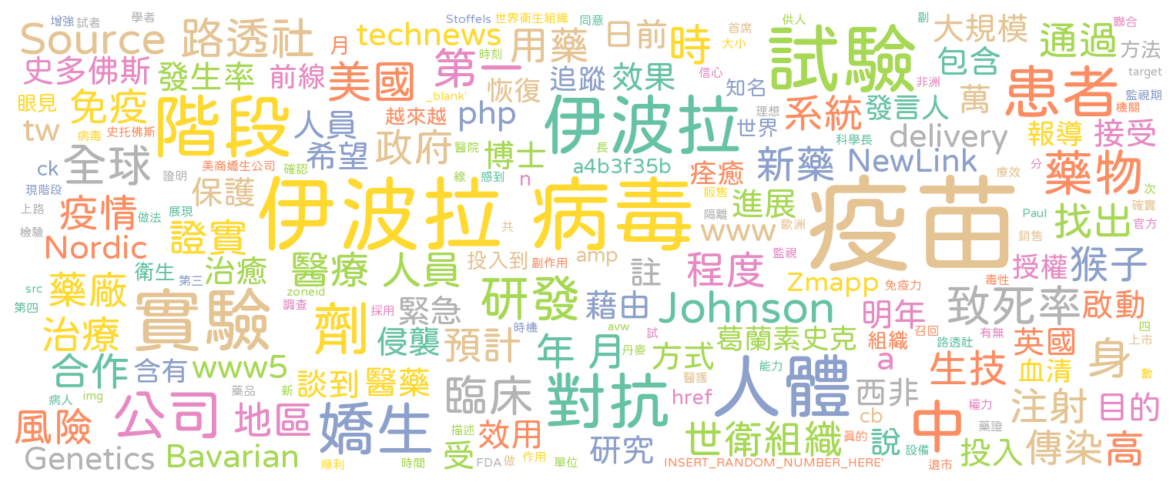 增強 試者 學者 Stoffels 世界衛生組織 同意 供人 首席 副 聯合
Source 路透社 月 technews 用藥 日前 時 大小 試驗 大規模 通過 方法
史多佛斯 發生率 前線 美國 第一 恢復 追蹤 時刻 效果 信心 知名 非洲 包含 target
眼見 免疫 階段 _blank' 越來越 php 伊波拉 理想 系統 發言人 萬 患者 監視期 機關
tw 病毒 史托佛斯 人員 政府 醫院 長 博士 世界 科學長 delivery 報導 接受
ck 全球 美商嬌生公司 希望 確認 線 感到 a4b3f35b 痊癒 新藥 NewLink 療效 分 藥物 次
現階段 證明 保護 n 伊波拉 病毒 販售 進展 疫苗 確實
上路 疫情 做法 展現 共 隔離 www 歐洲 Paul 找出 官方
檢驗 Nordic 證實 監視 銷售
衛生 第三 治癒 醫療 人員 投入到 副作用 amp 註 程度 Zmapp 免疫力 毒性 授權 猴子
src 藥廠 zoneid 研發 藉由 Johnson 明年 致死率 啟動
第四 實驗 調查 採用 緊急 劑 時機 avw 試 組織 召回 有無 四
治療 侵襲 預計 年 月 丹麥 方式 葛蘭素史克 路透社 英國 上市
合作 含有 www5 談到 醫藥 臨床 對抗 醫護 能力 人體 a 西非 生技 血清 身 數
病人 img 藥品 新 href cb 權力 注射 目的
風險 公司 地區 嬌生 描述 受 效用 研究 世衛組織 真的 說 中 藥證 投入 傳染 高
Genetics Bavarian 順利 時間 FDA 做 作用 單位 INSERT_RANDOM_NUMBER_HERE' 設備 退市